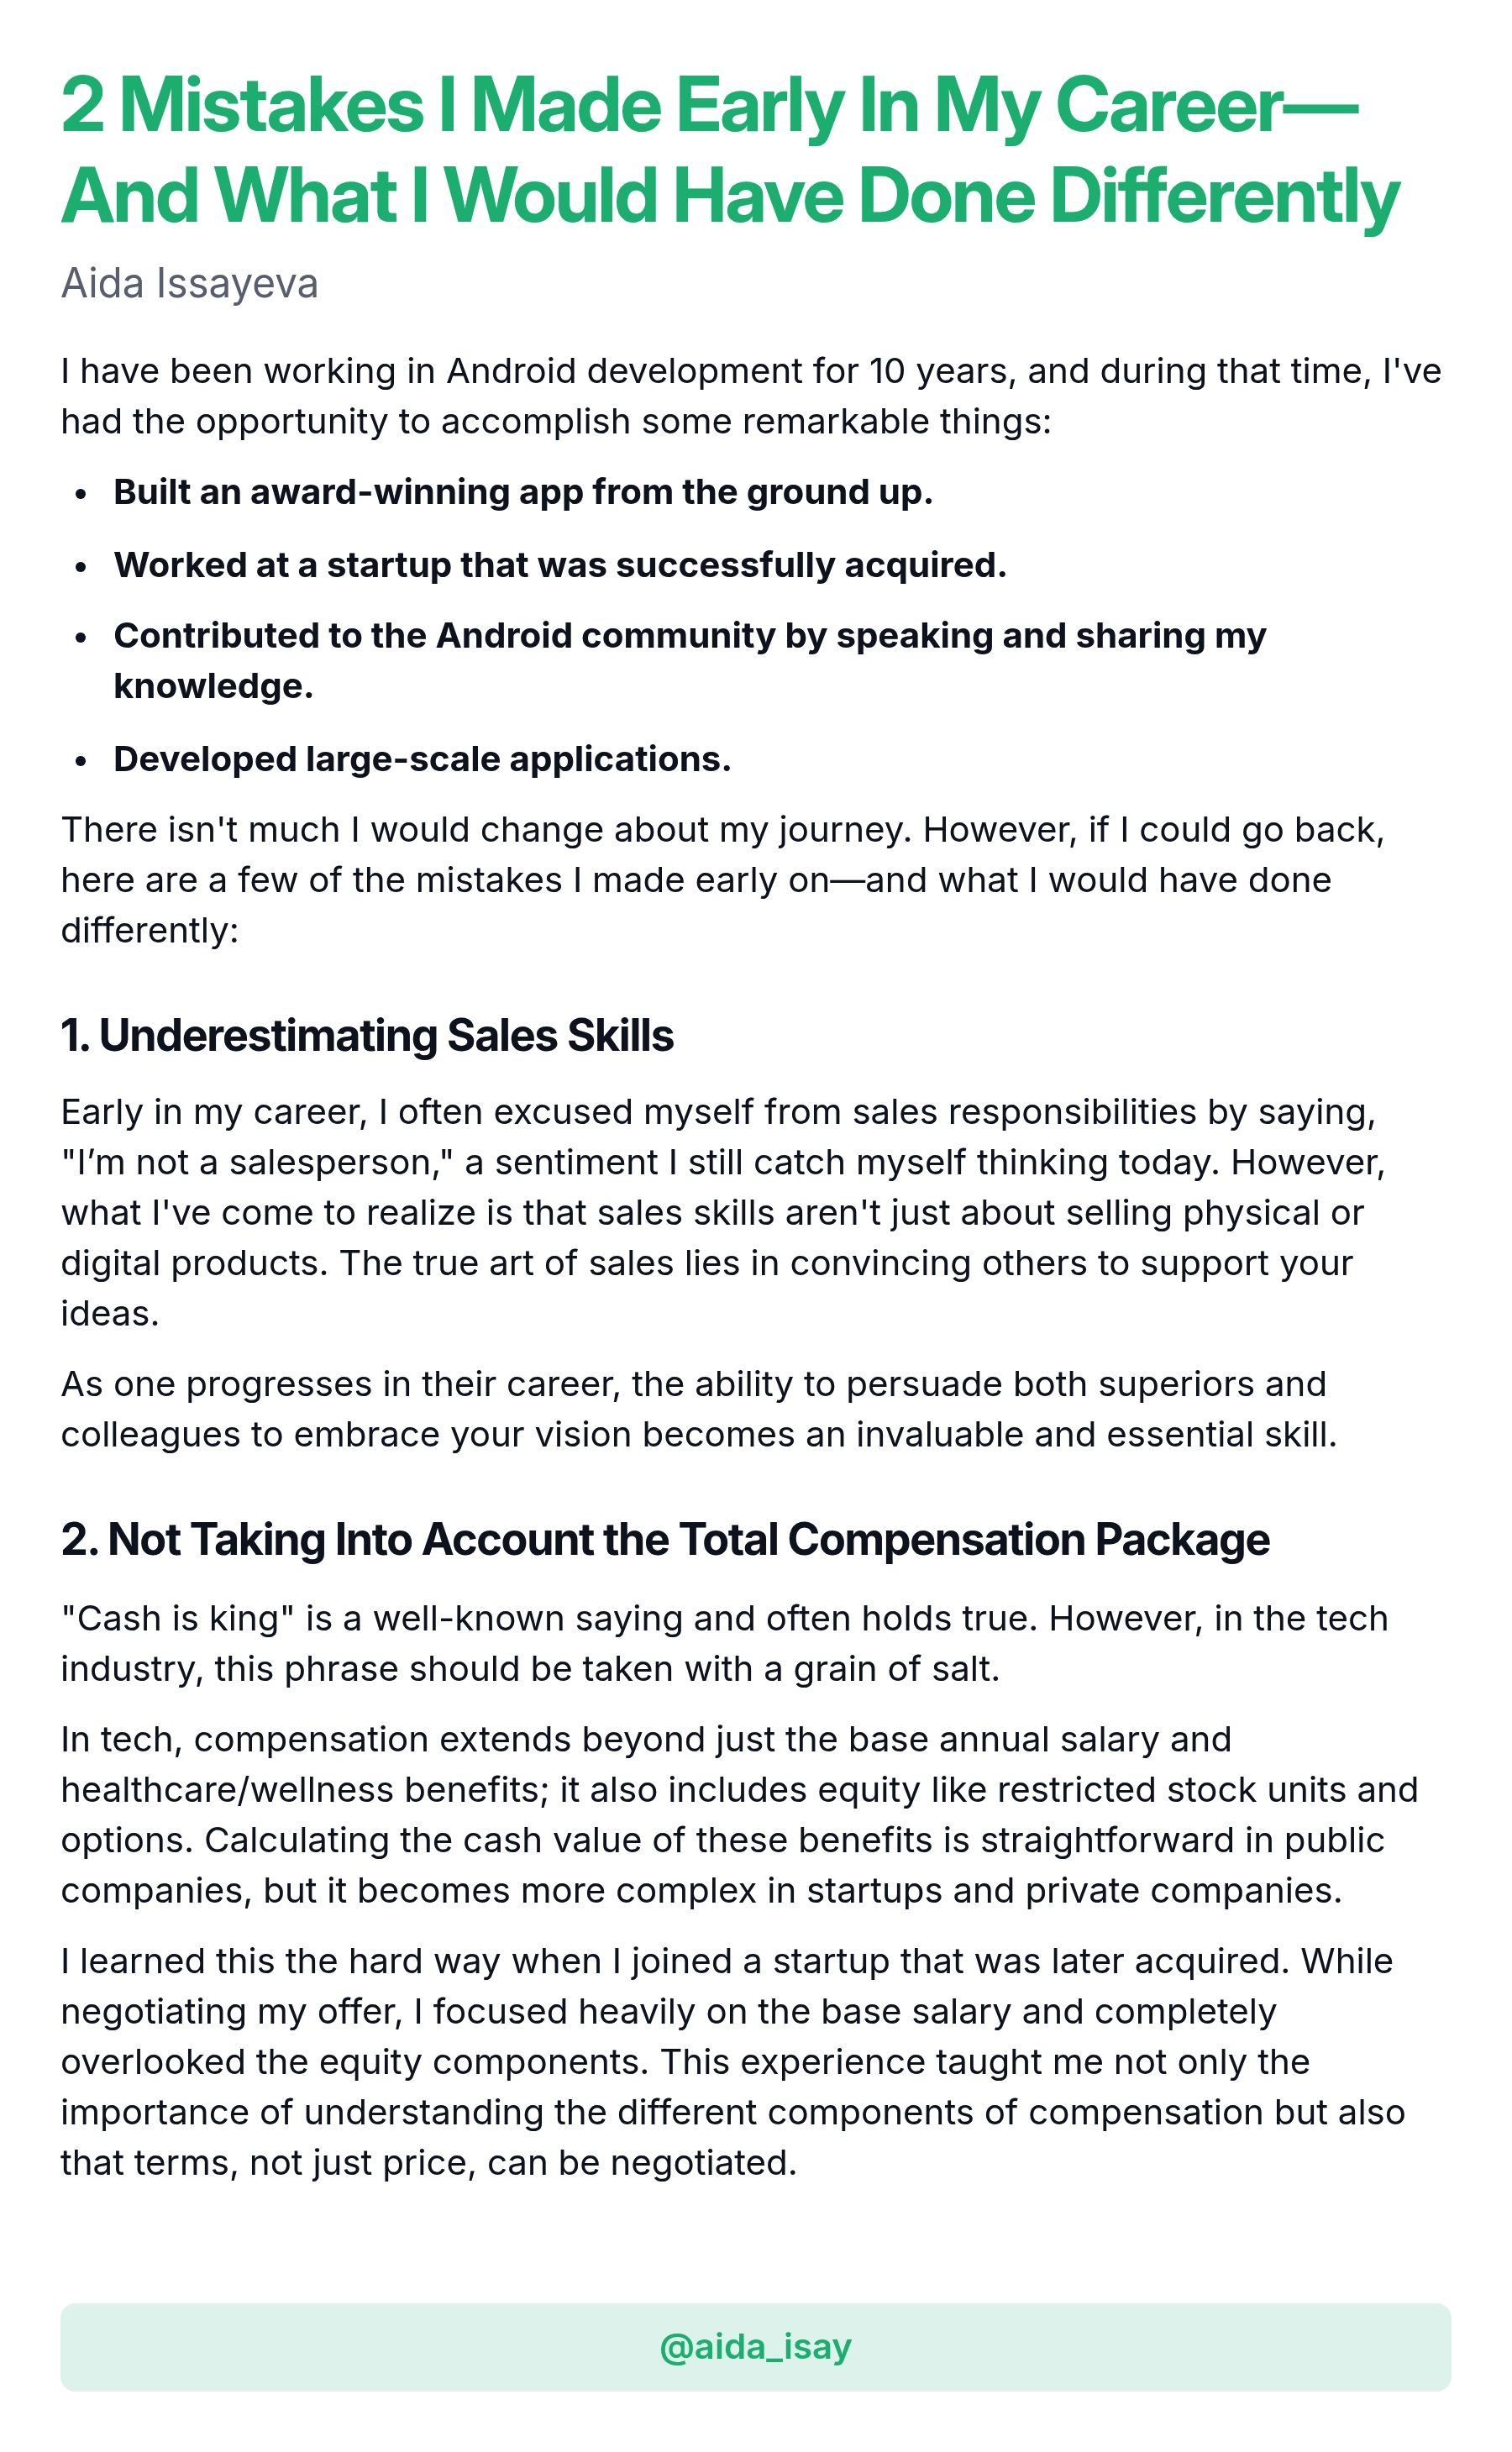 2 Mistakes I Made Early In My Career—
And What I Would Have Done Differently
Aida Issayeva
I have been working in Android development for 10 years, and during that time, I've
had the opportunity to accomplish some remarkable things:
• Built an award-winning app from the ground up.
• Worked at a startup that was successfully acquired.
• Contributed to the Android community by speaking and sharing my
knowledge.
• Developed large-scale applications.
There isn't much I would change about my journey. However, if I could go back,
here are a few of the mistakes I made early on—and what I would have done
differently:
1. Underestimating Sales Skills
Early in my career, I often excused myself from sales responsibilities by saying,
"I’m not a salesperson," a sentiment I still catch myself thinking today. However,
what I've come to realize is that sales skills aren't just about selling physical or
digital products. The true art of sales lies in convincing others to support your
ideas.
As one progresses in their career, the ability to persuade both superiors and
colleagues to embrace your vision becomes an invaluable and essential skill.
2. Not Taking Into Account the Total Compensation Package
"Cash is king" is a well-known saying and often holds true. However, in the tech
industry, this phrase should be taken with a grain of salt.
In tech, compensation extends beyond just the base annual salary and
healthcare/wellness benefits; it also includes equity like restricted stock units and
options. Calculating the cash value of these benefits is straightforward in public
companies, but it becomes more complex in startups and private companies.
I learned this the hard way when I joined a startup that was later acquired. While
negotiating my offer, I focused heavily on the base salary and completely
overlooked the equity components. This experience taught me not only the
importance of understanding the different components of compensation but also
that terms, not just price, can be negotiated.
@aida_isay